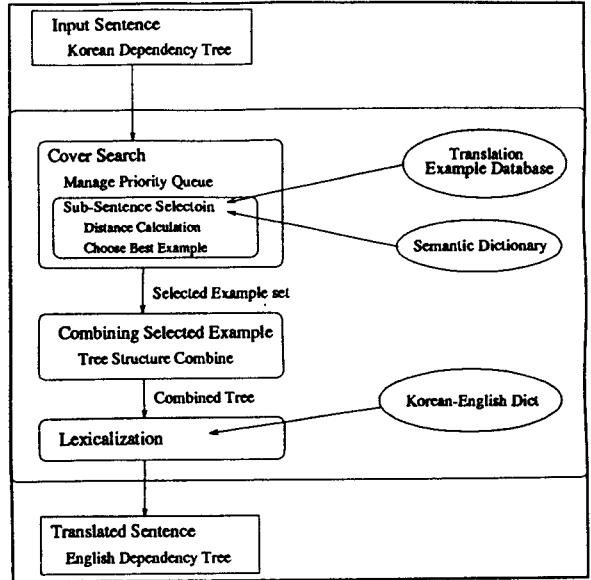 Input Sentence
Korean Dependency Tree
Cover Search
Manage Priority Queue
Sub-Sentence Selectoin
Distance Calculation
Choose Best Example
Translation
Example Database
Semantic Dictionary
Selected Example set
Combining Selected Example
Tree Structure Combine
Combined Tree
Korean-English Dict
Lexicalization
Translated Sentence
English Dependency Tree